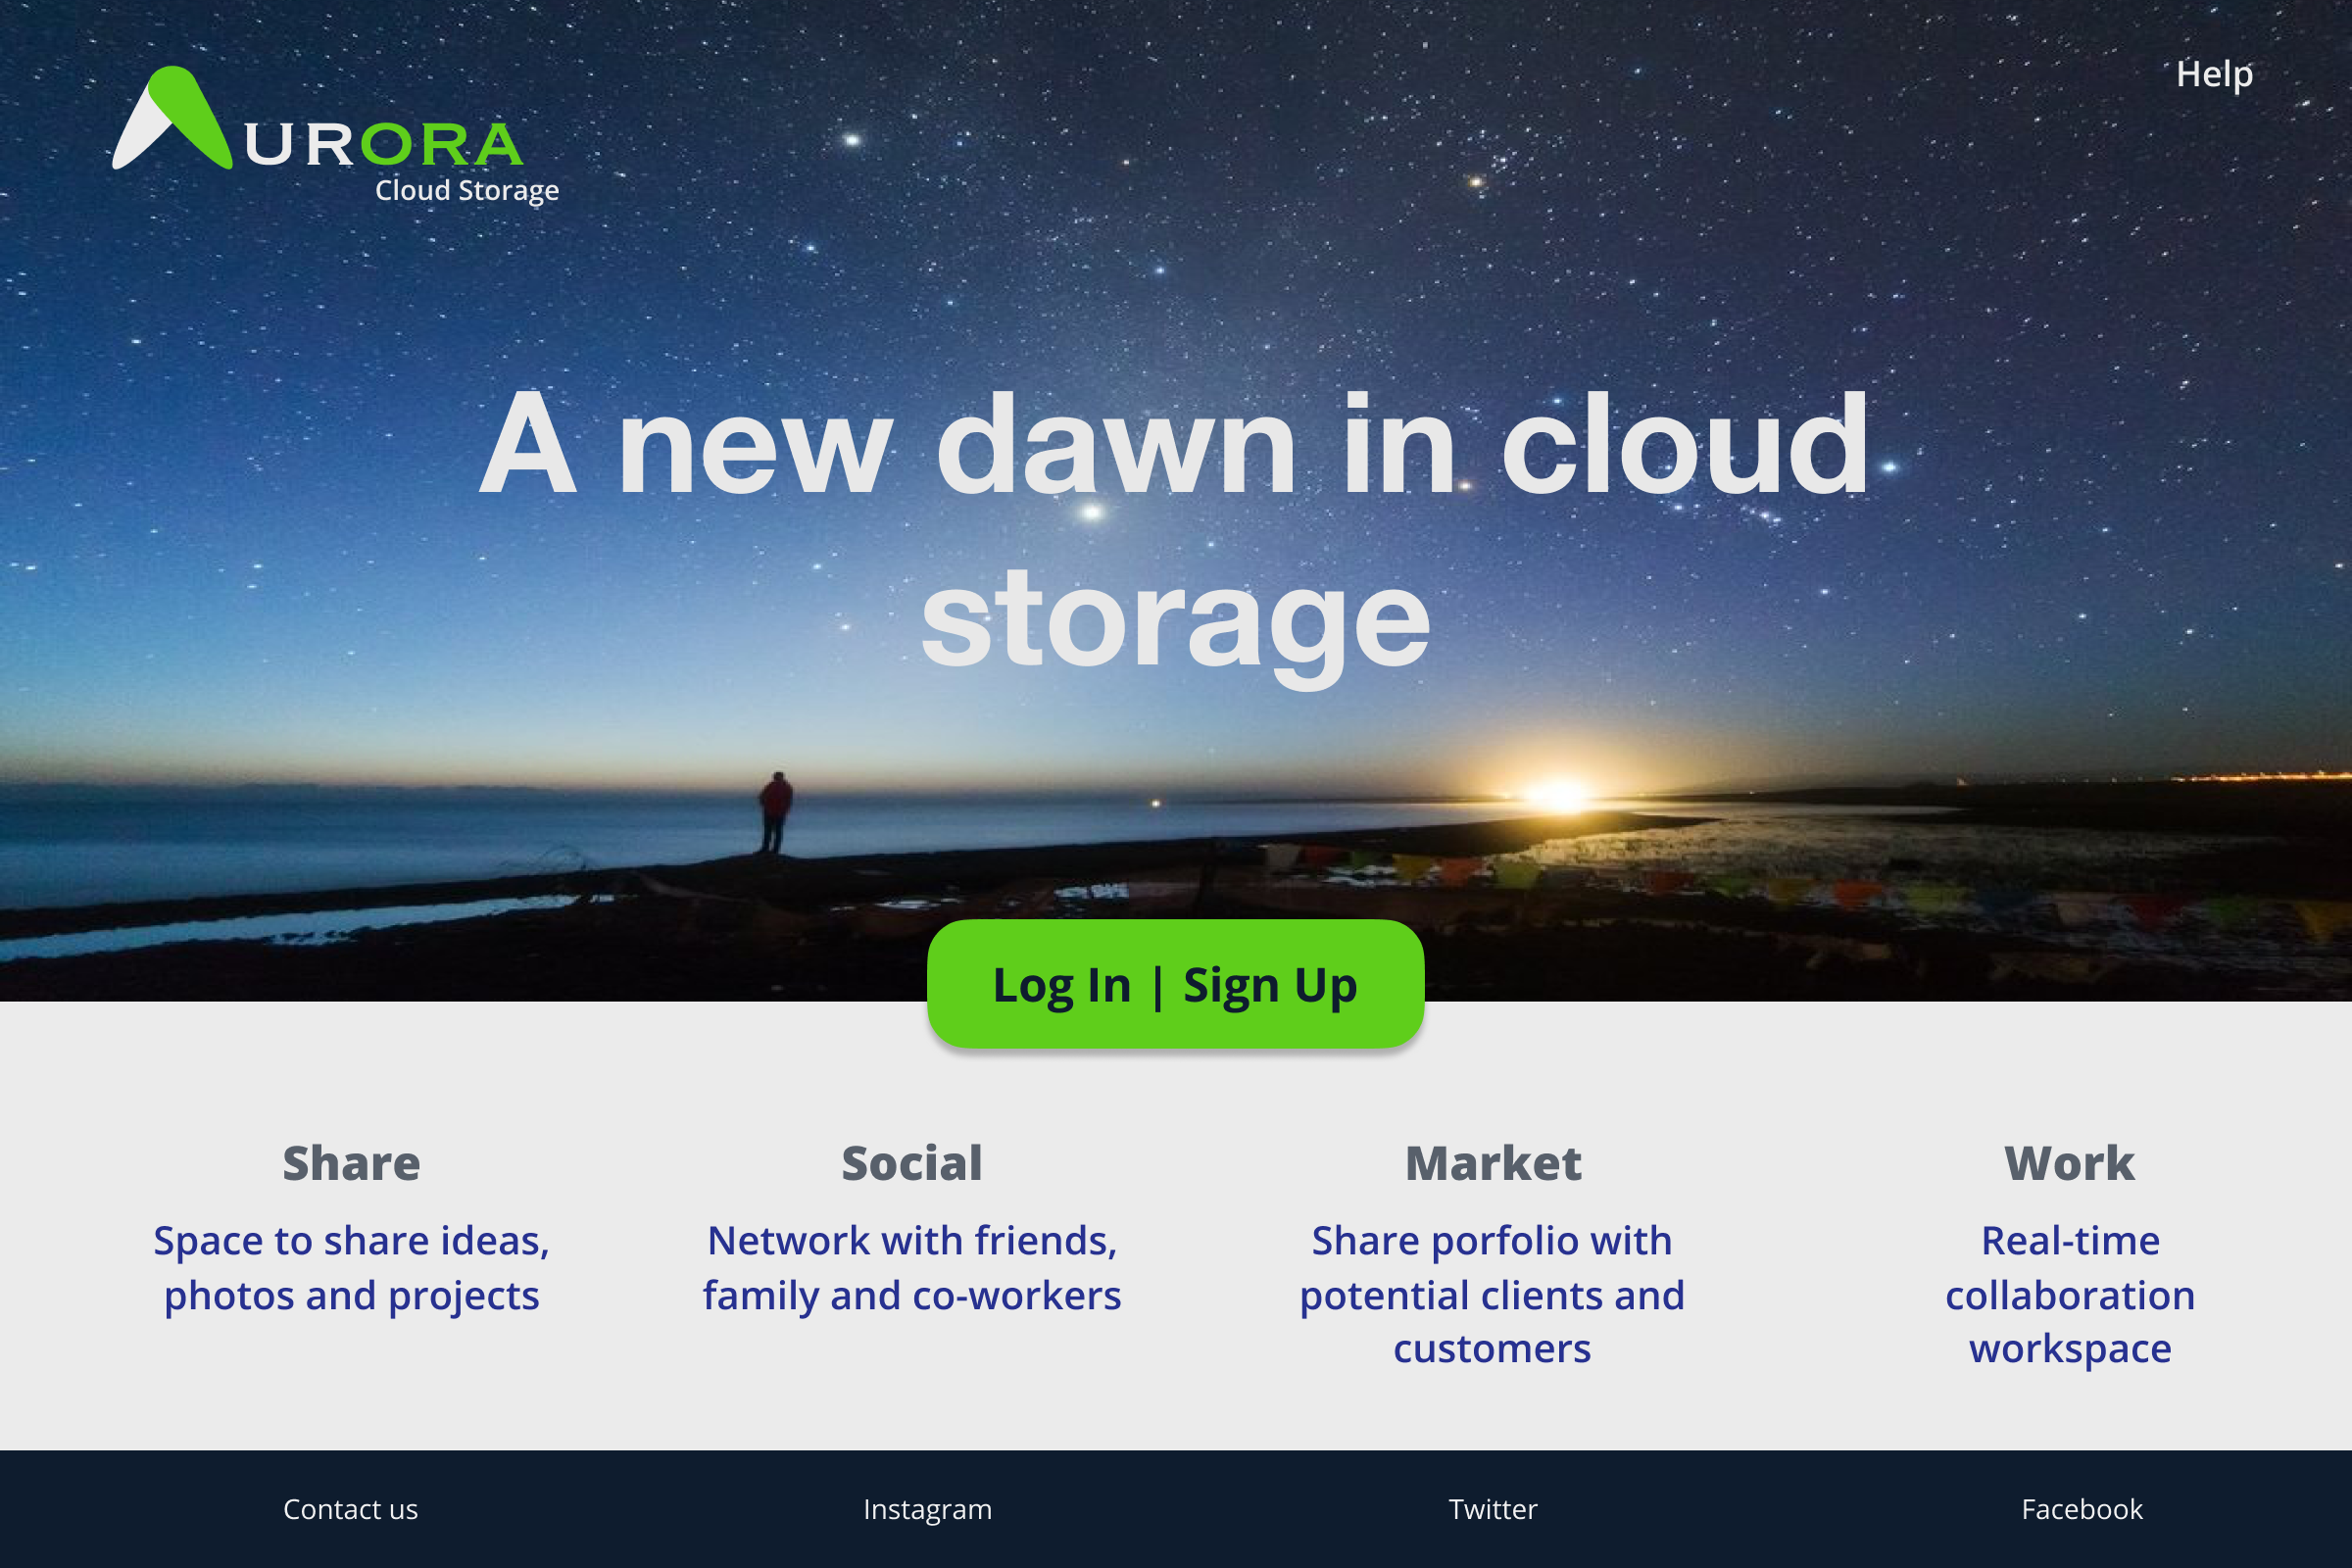 URORA
Cloud Storage
Help
A new dawn in cloud
storage
Log In | Sign Up
Share
Space to share ideas,
photos and projects
Social
Network with friends,
family and co-workers
Market
Share porfolio with
potential clients and
customers
Work
Real-time
collaboration
workspace
Contact us
Instagram
Twitter
Facebook